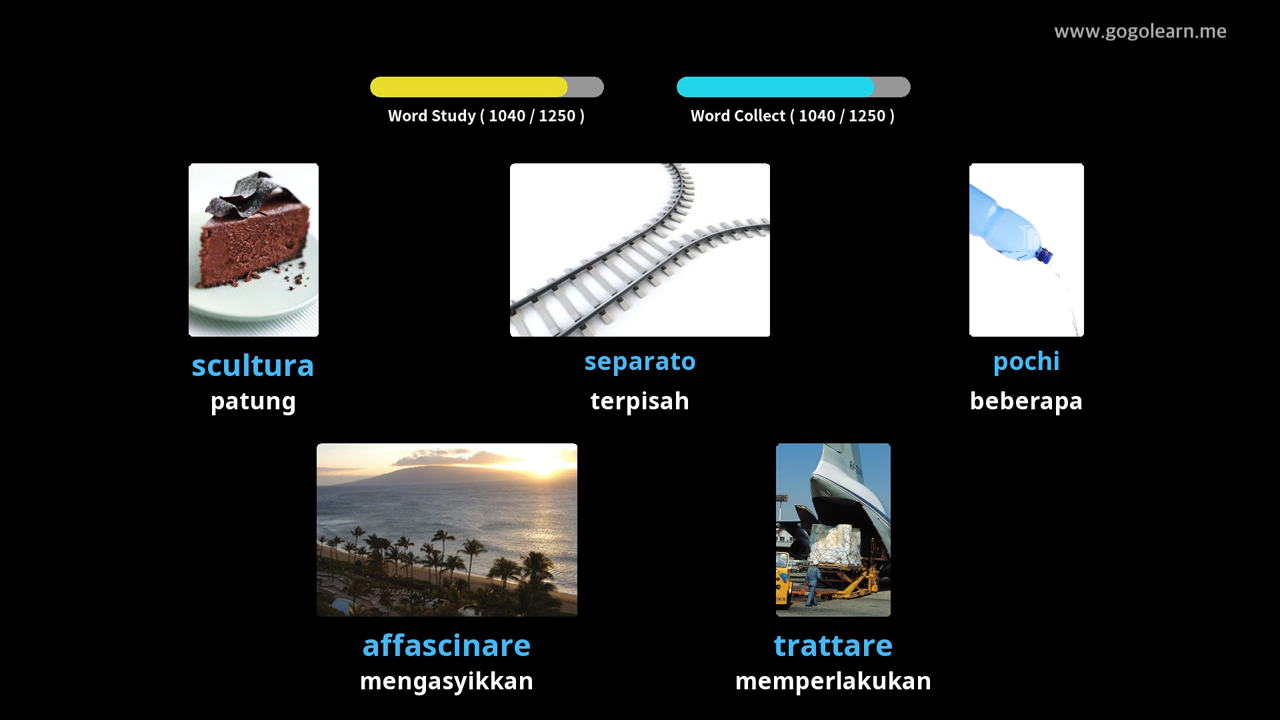 www.gogolearn.me
Word Study ( 1040 / 1250 )
Word Collect ( 1040 / 1250 )
scultura
patung
separato
terpisah
pochi
beberapa
affascinare
mengasyikkan
trattare
memperlakukan